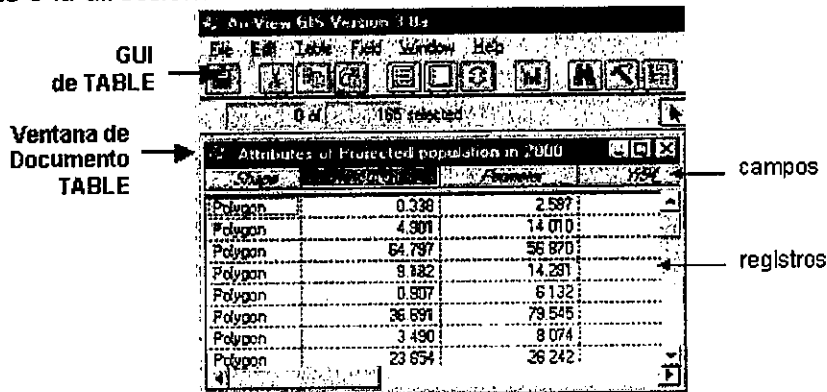 ArcView GIS Version 3.0a
File Edit Table Field Window Help
GUI
de TABLE
0 of 165 selected
Ventana de
Documento
TABLE
Attributes of Projected population in 2000
Shape Perimeter
campos
Polygon 0.338 2.587
Polygon 4.901 14.010
Polygon 64.797 56.870
Polygon 9.182 14.291
registros
Polygon 0.907 6.132
Polygon 36.691 79.545
Polygon 3.490 8.074
Polygon 23.654 26.242